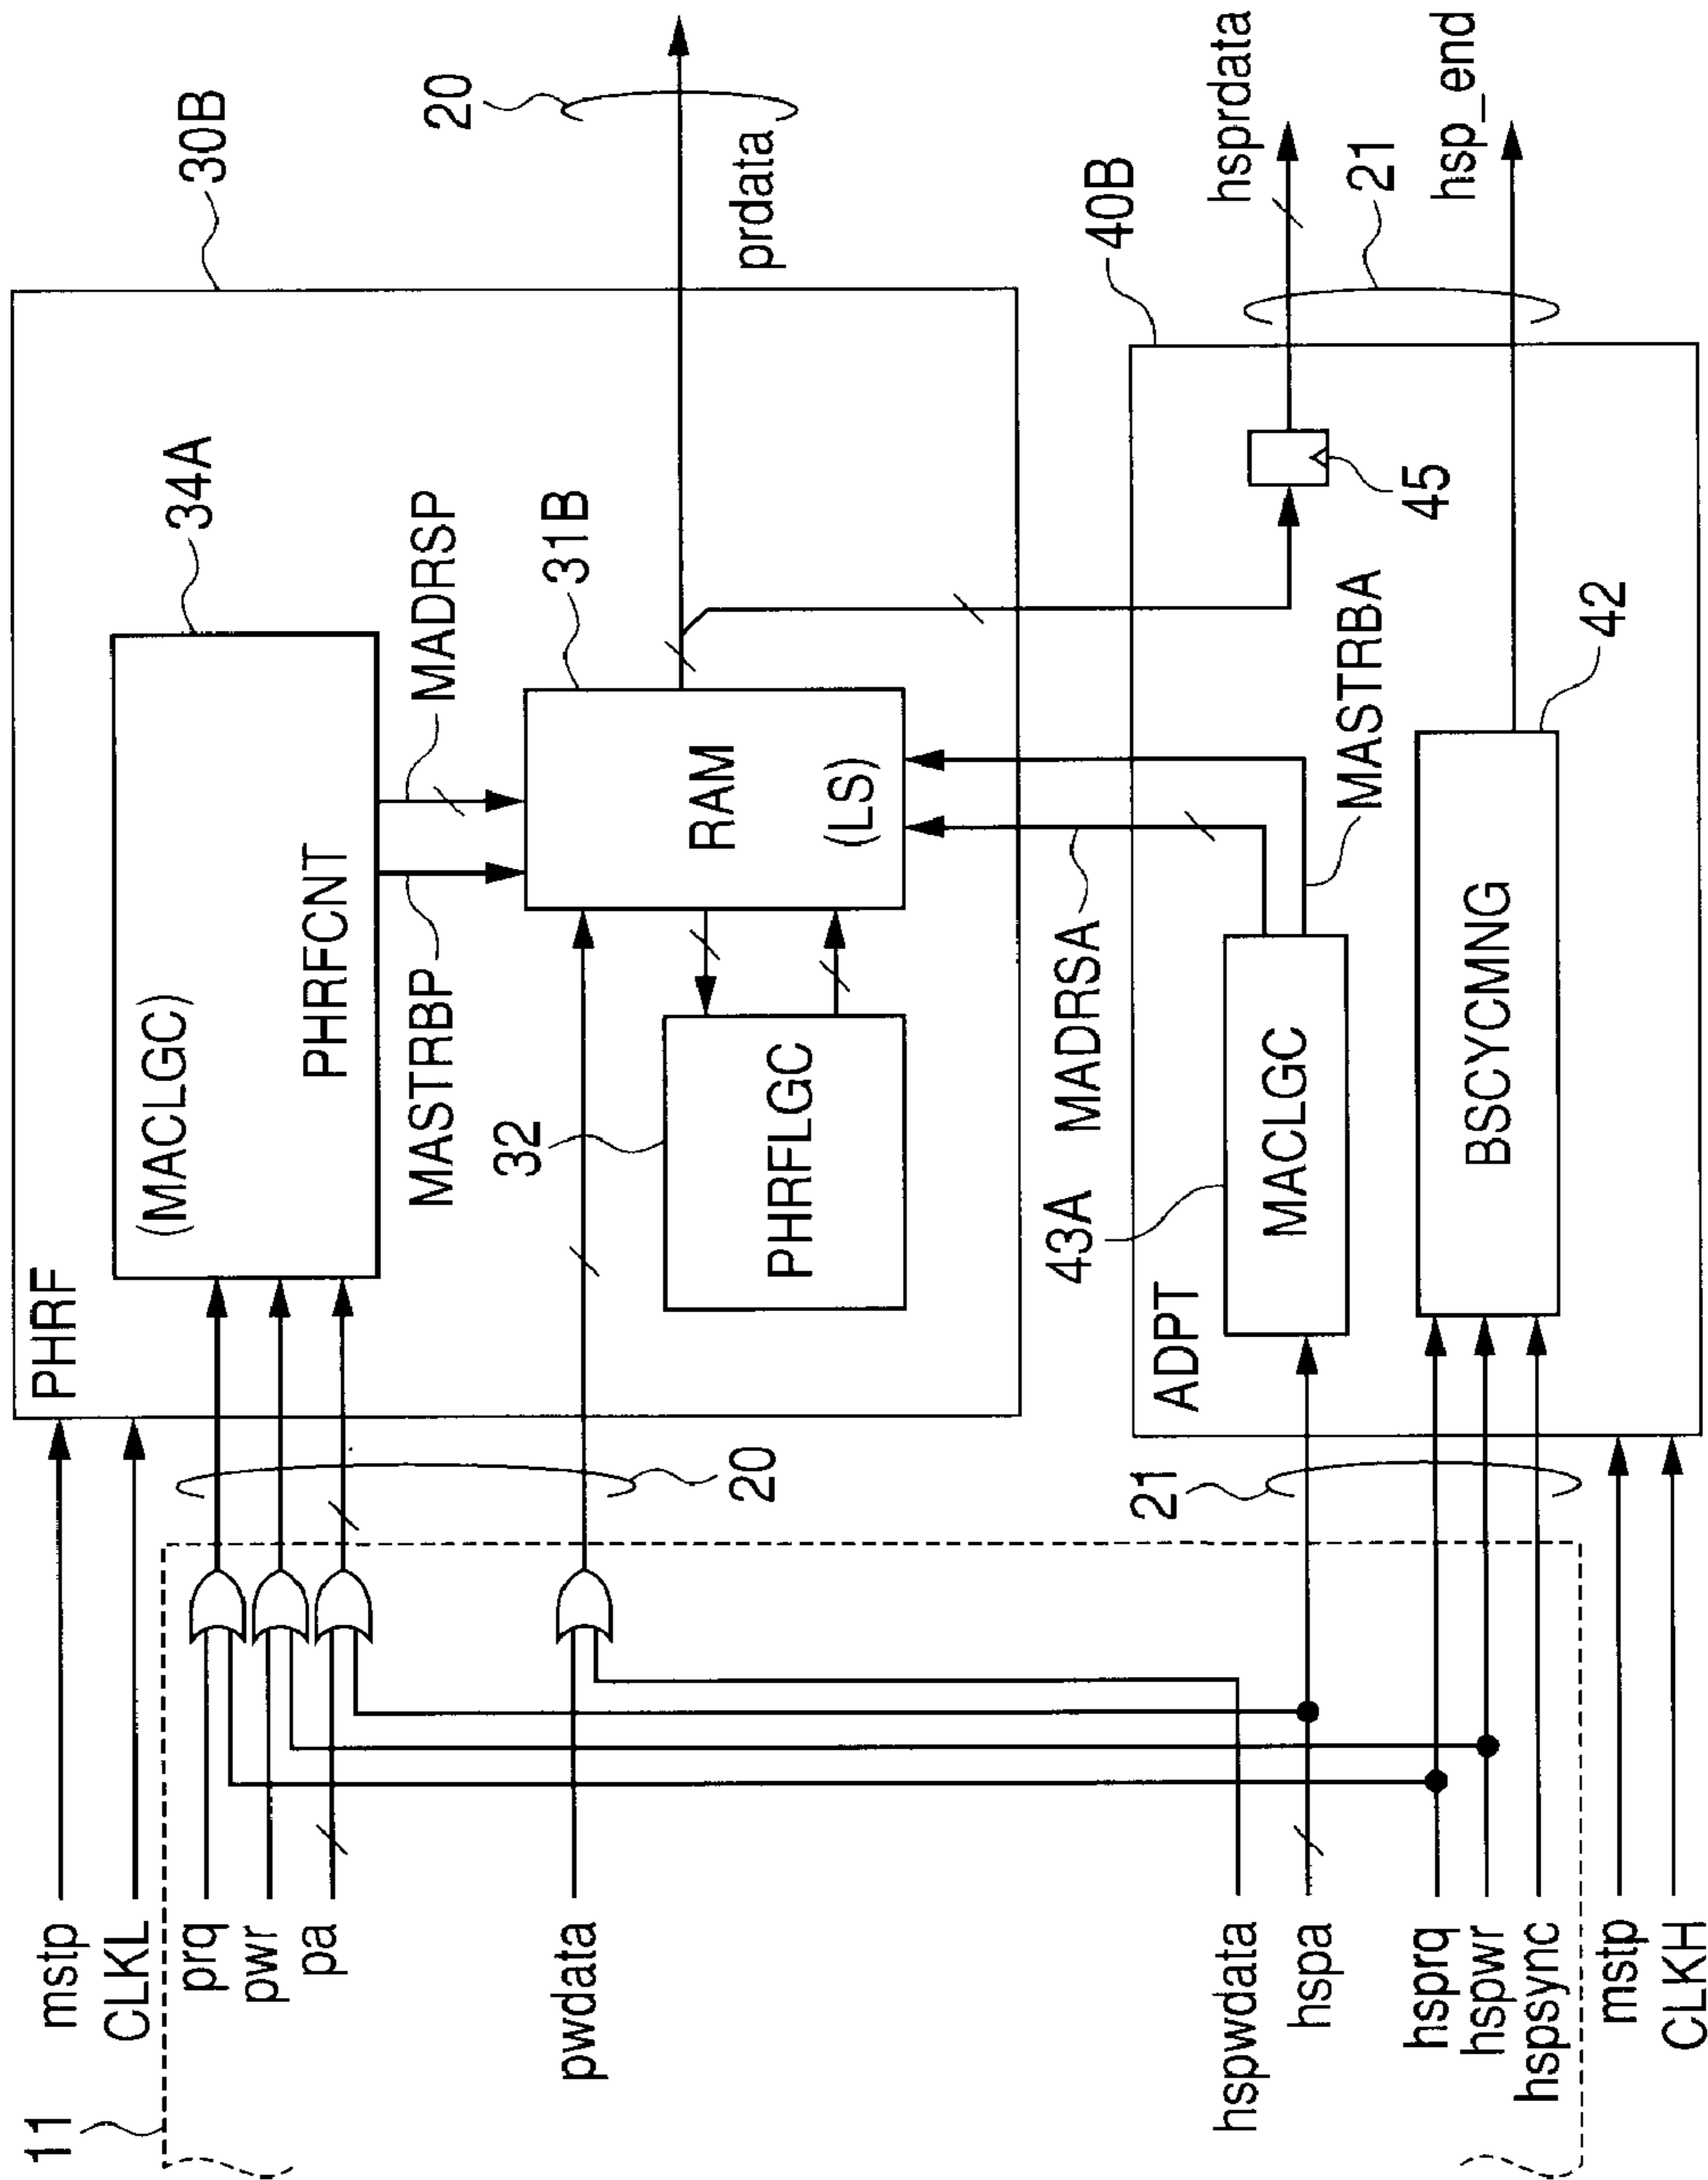 11
mstp
CLKL
prq
pwr
pa
pwdata
hspwdata
hspa
hsprq
hspwr
hspsync
mstp
CLKH
20
21
PHRF
30B
(MACLGC)
PHRFCNT
34A
MASTRBP
MADRSP
32
PHRFLGC
RAM
(LS)
31B
20
prdata
ADPT
40B
43A
MACLGC
MADRSA
MASTRBA
BSCYCMNG
42
45
hsprdata
21
hsp_end